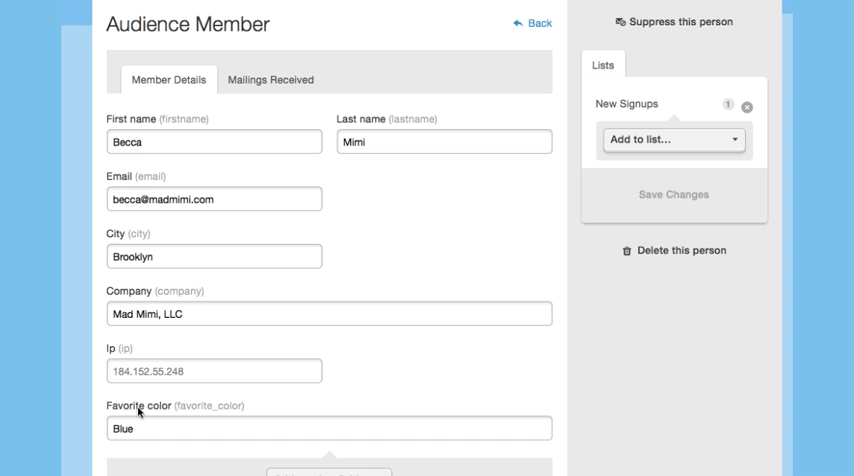 Audience Member
Back
Suppress this person
Member Details
Mailings Received
Lists
New Signups 1
Add to list...
Save Changes
Delete this person
First name (firstname)
Last name (lastname)
Becca
Mimi
Email (email)
becca@madmimi.com
City (city)
Brooklyn
Company (company)
Mad Mimi, LLC
Ip (ip)
184.152.55.248
Favorite color (favorite_color)
Blue